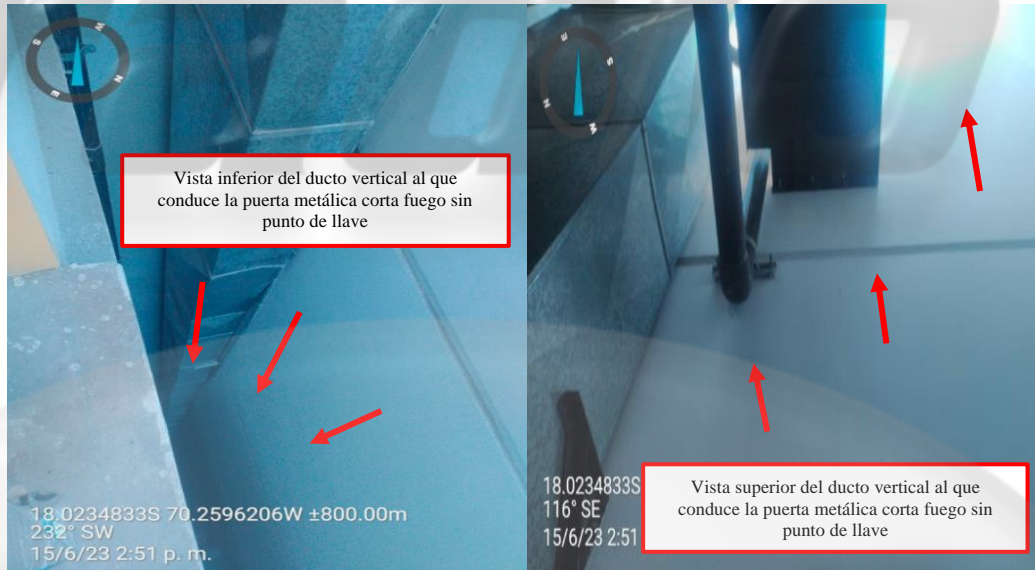 Vista inferior del ducto vertical al que
conduce la puerta metálica corta fuego sin
punto de llave
18.0234833S 70.2596206W ±800.00m
232° SW
15/6/23 2:51 p. m.
18.0234833S
116° SE
15/6/23 2:51
Vista superior del ducto vertical al que
conduce la puerta metálica corta fuego sin
punto de llave